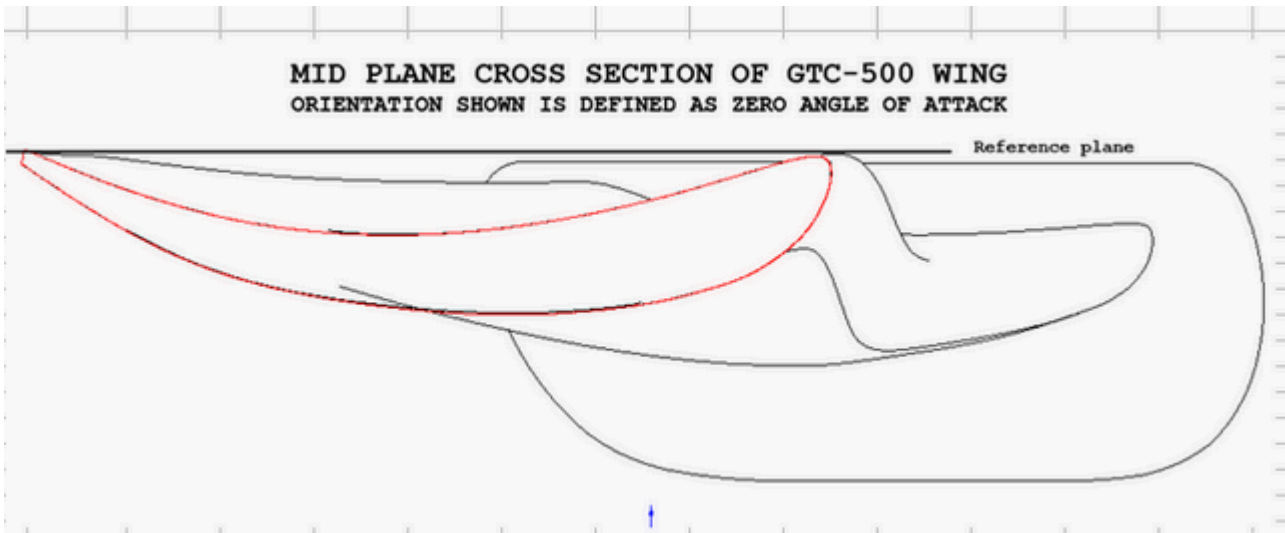 MID PLANE CROSS SECTION OF GTC-500 WING
ORIENTATION SHOWN IS DEFINED AS ZERO ANGLE OF ATTACK
Reference plane